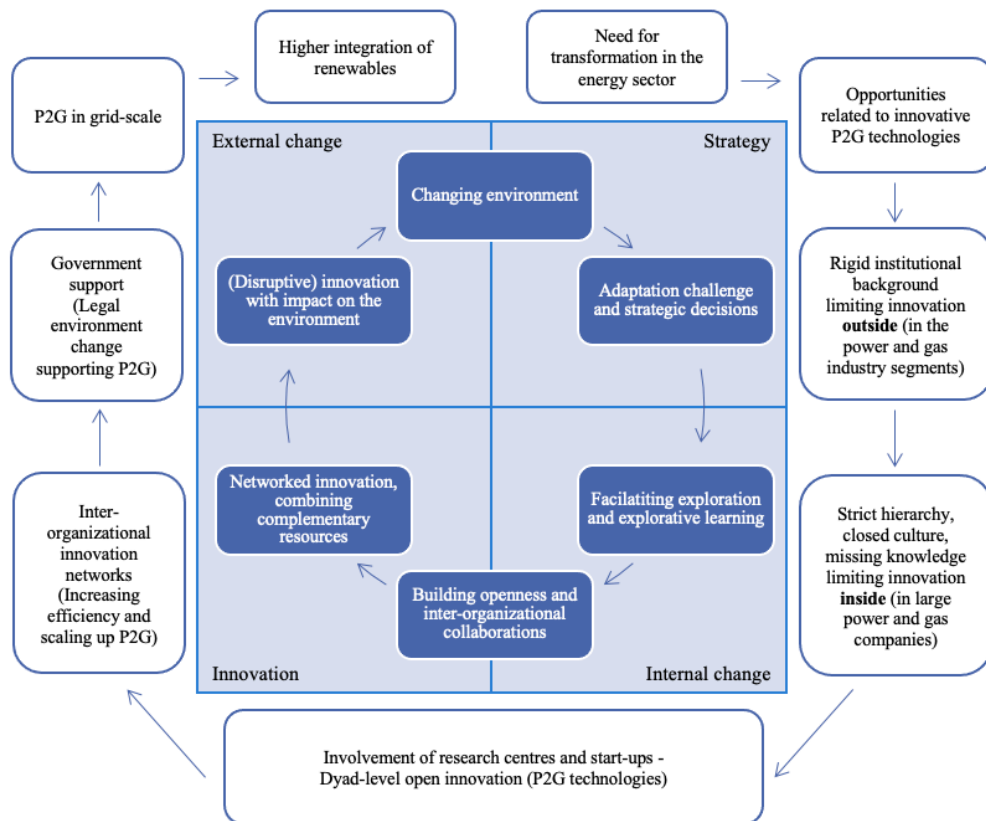 Higher integration of
renewables
Need for
transformation in the
energy sector
P2G in grid-scale
Opportunities
related to innovative
P2G technologies
External change
Strategy
Changing environment
Government
support
(Legal
environment
change
supporting P2G)
(Disruptive) innovation
with impact on the
environment
Adaptation challenge
and strategic decisions
Rigid institutional
background
limiting innovation
outside (in the
power and gas
industry segments)
Inter-
organizational
innovation
networks
(Increasing
efficiency and
scaling up P2G)
Networked innovation,
combining
complementary
resources
Facilatiting exploration
and explorative learning
Strict hierarchy,
closed culture,
missing knowledge
limiting innovation
inside (in large
power and gas
companies)
Building openness and
inter-organizational
collaborations
Innovation
Internal change
Involvement of research centres and start-ups -
Dyad-level open innovation (P2G technologies)